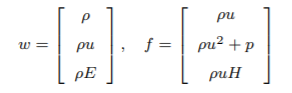 w = [ ρ ρu ρE ], f = [ ρu ρu² + p ρuH ]